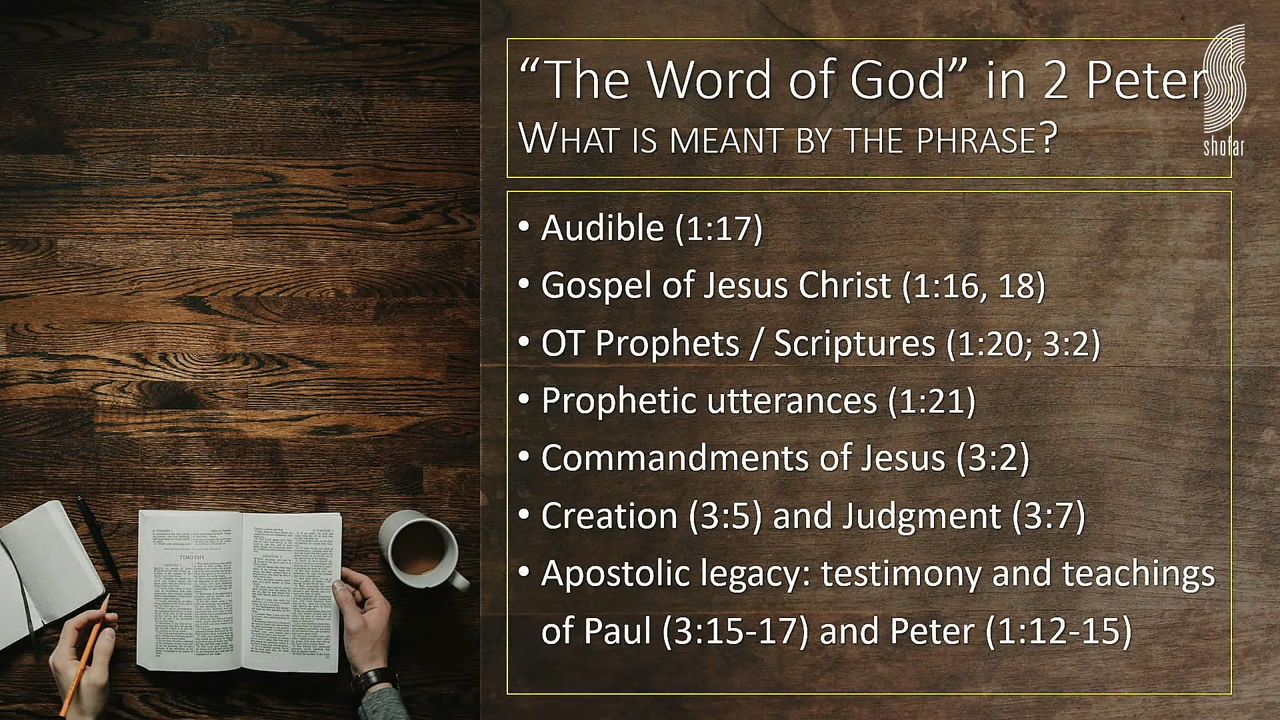 “The Word of God” in 2 Peter
WHAT IS MEANT BY THE PHRASE?
shofar
• Audible (1:17)
• Gospel of Jesus Christ (1:16, 18)
• OT Prophets / Scriptures (1:20; 3:2)
• Prophetic utterances (1:21)
• Commandments of Jesus (3:2)
• Creation (3:5) and Judgment (3:7)
• Apostolic legacy: testimony and teachings
of Paul (3:15-17) and Peter (1:12-15)
TIMOTHY